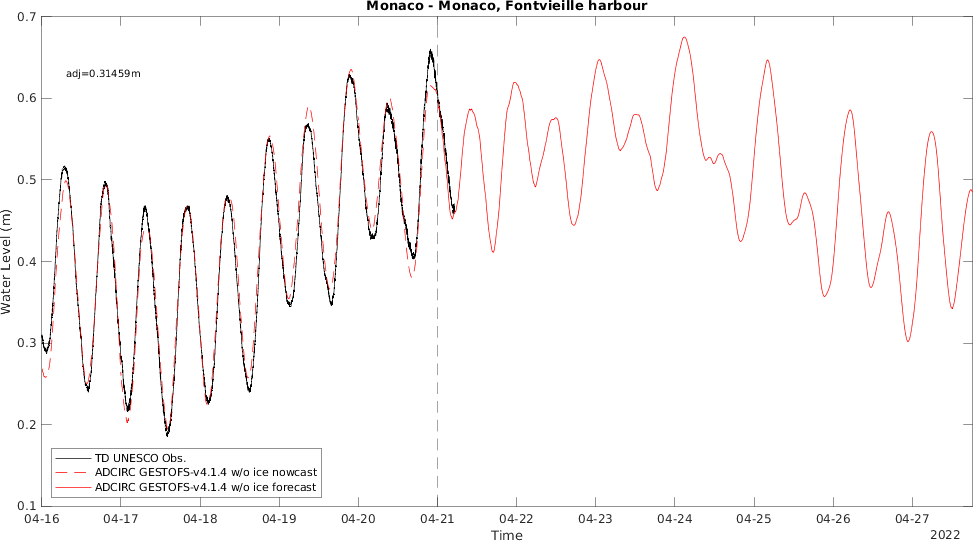 Monaco - Monaco, Fontvieille harbour
0.7
adj=0.31459m
0.6
0.5
0.4
0.3
0.2
0.1
Water Level (m)
TD UNESCO Obs.
ADCIRC GESTOFS-v4.1.4 w/o ice nowcast
ADCIRC GESTOFS-v4.1.4 w/o ice forecast
04-16 04-17 04-18 04-19 04-20 04-21 04-22 04-23 04-24 04-25 04-26 04-27
Time
2022